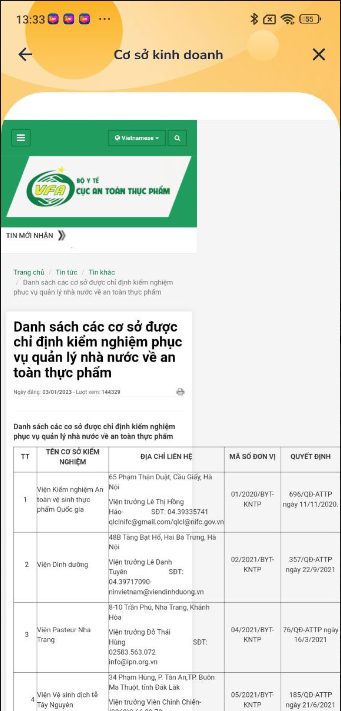 13:33
55
Cơ sở kinh doanh
Vietnamese
VFA
BỘ Y TẾ
CỤC AN TOÀN THỰC PHẨM
TIN MỚI NHẬN
Trang chủ / Tin tức / Tin khác
/ Danh sách các cơ sở được chỉ định kiểm nghiệm
phục vụ quản lý nhà nước về an toàn thực phẩm
Danh sách các cơ sở được
chỉ định kiểm nghiệm phục
vụ quản lý nhà nước về an
toàn thực phẩm
Ngày đăng: 03/01/2023 - Lượt xem: 144329
Danh sách các cơ sở được chỉ định kiểm nghiệm
phục vụ quản lý nhà nước về an toàn thực phẩm
TT TÊN CƠ SỞ KIỂM NGHIỆM ĐỊA CHỈ LIÊN HỆ MÃ SỐ ĐƠN VỊ QUYẾT ĐỊNH
1
Viện Kiểm nghiệm An
toàn vệ sinh thực
phẩm Quốc gia
65 Phạm Thận Duật, Cầu Giấy, Hà
Nội
Viện trưởng Lê Thị Hồng
Hảo SĐT: 04.39335741
qlclnifc@gmail.com/qlcl@nifc.gov.vn
01/2020/BYT-
KNTP
696/QĐ-ATTP
ngày 11/11/2020.
2
Viện Dinh dưỡng
48B Tăng Bạt Hổ, Hai Bà Trưng, Hà
Nội
Viện trưởng Lê Danh
Tuyên SĐT:
04.39717090-
ninvietnam@viendinhduong.vn
02/2021/BYT-
KNTP
357/QĐ-ATTP
ngày 22/9/2021
3
Viện Pasteur Nha
Trang
8-10 Trần Phú, Nha Trang, Khánh
Hòa
Viện trưởng Đỗ Thái
Hùng SĐT:
02583.563.072
info@ipn.org.vn
04/2021/BYT-
KNTP
76/QĐ-ATTP ngày
16/3/2021
4
Viện Vệ sinh dịch tễ
Tây Nguyên
34 Phạm Hùng, P. Tân An,TP. Buôn
Ma Thuột, tỉnh Đăk Lăk
Viện trưởng Viên Chinh Chiến-
05/2021/BYT-
KNTP
185/QĐ-ATTP
ngày 21/6/2021